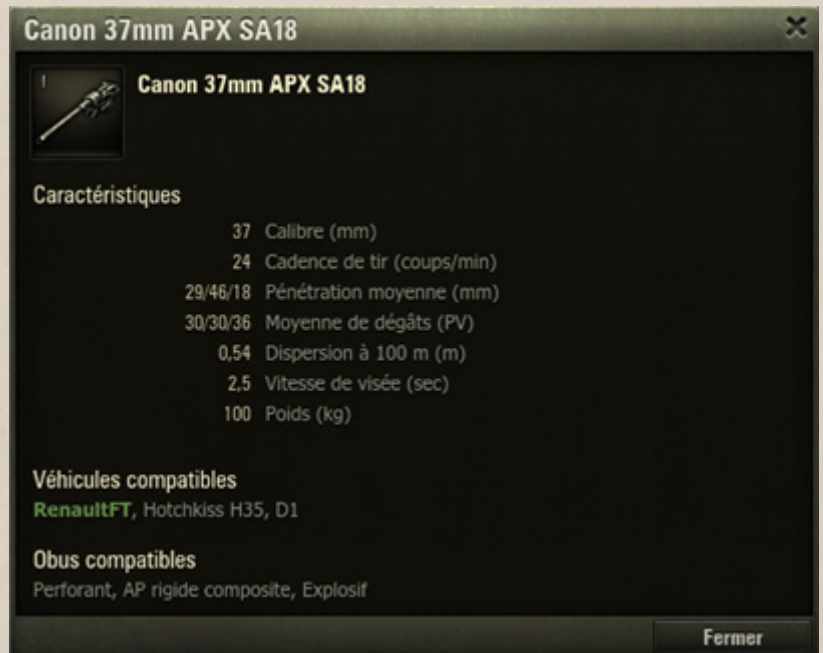 Canon 37mm APX SA18
I
Canon 37mm APX SA18
Caractéristiques
37 Calibre (mm)
24 Cadence de tir (coups/min)
29/46/18 Pénétration moyenne (mm)
30/30/36 Moyenne de dégâts (PV)
0,54 Dispersion à 100 m (m)
2,5 Vitesse de visée (sec)
100 Poids (kg)
Véhicules compatibles
RenaultFT, Hotchkiss H35, D1
Obus compatibles
Perforant, AP rigide composite, Explosif
Fermer